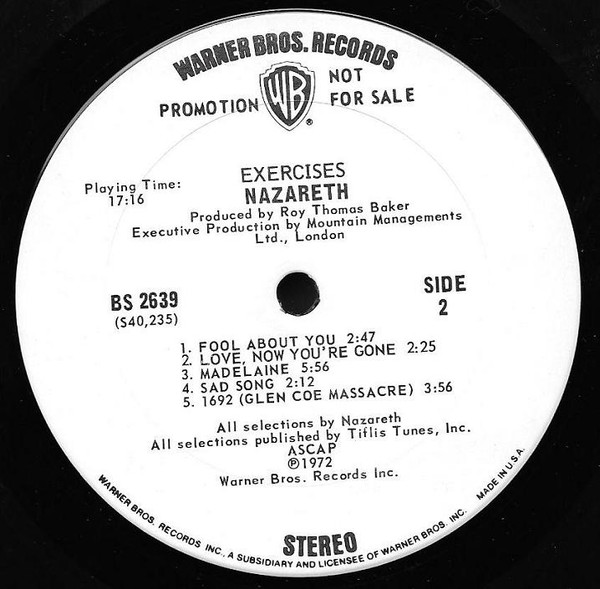 WARNER BROS. RECORDS
WB
®
PROMOTION
NOT
FOR SALE
EXERCISES
NAZARETH
Playing Time:
17:16
Produced by Roy Thomas Baker
Executive Production by Mountain Managements
Ltd., London
BS 2639
(S40,235)
SIDE
2
1. FOOL ABOUT YOU 2:47
2. LOVE, NOW YOU'RE GONE 2:25
3. MADELAINE 5:56
4. SAD SONG 2:12
5. 1692 (GLEN COE MASSACRE) 3:56
All selections by Nazareth
All selections published by Tiflis Tunes, Inc.
ASCAP
℗1972
Warner Bros. Records Inc.
STEREO
WARNER BROS. RECORDS INC., A SUBSIDIARY AND LICENSEE OF WARNER BROS. INC. MADE IN U.S.A.